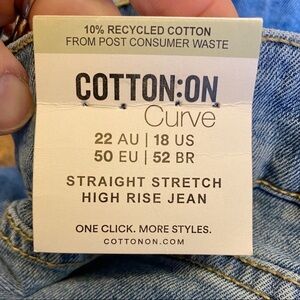 10% RECYCLED COTTON
FROM POST CONSUMER WASTE
COTTON:ON
Curve
22 AU | 18 US
50 EU | 52 BR
STRAIGHT STRETCH
HIGH RISE JEAN
ONE CLICK. MORE STYLES.
COTTONON.COM